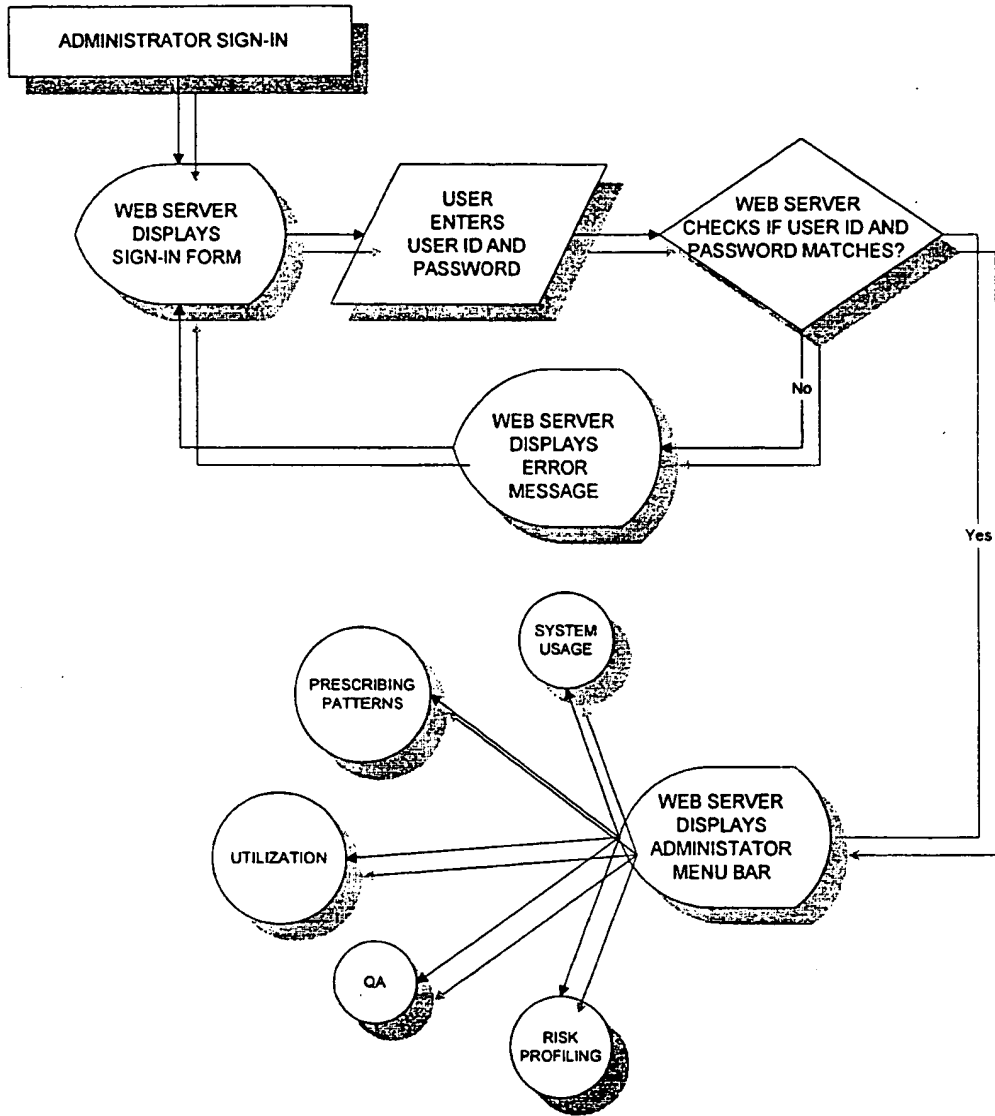 ADMINISTRATOR SIGN-IN
WEB SERVER
DISPLAYS
SIGN-IN FORM
USER
ENTERS
USER ID AND
PASSWORD
WEB SERVER
CHECKS IF USER ID AND
PASSWORD MATCHES?
No
WEB SERVER
DISPLAYS
ERROR
MESSAGE
Yes
SYSTEM
USAGE
PRESCRIBING
PATTERNS
WEB SERVER
DISPLAYS
ADMINISTATOR
MENU BAR
UTILIZATION
QA
RISK
PROFILING